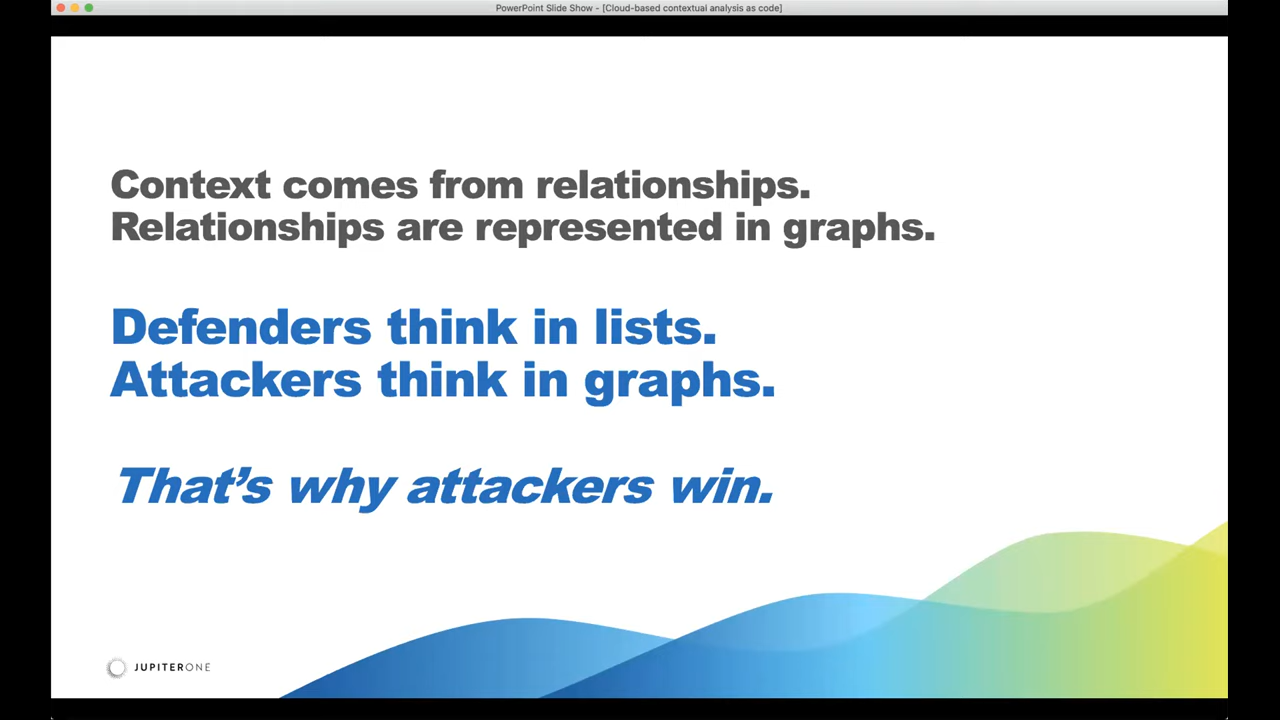 PowerPoint Slide Show - [Cloud-based contextual analysis as code]
Context comes from relationships.
Relationships are represented in graphs.
Defenders think in lists.
Attackers think in graphs.
That’s why attackers win.
JUPITERONE